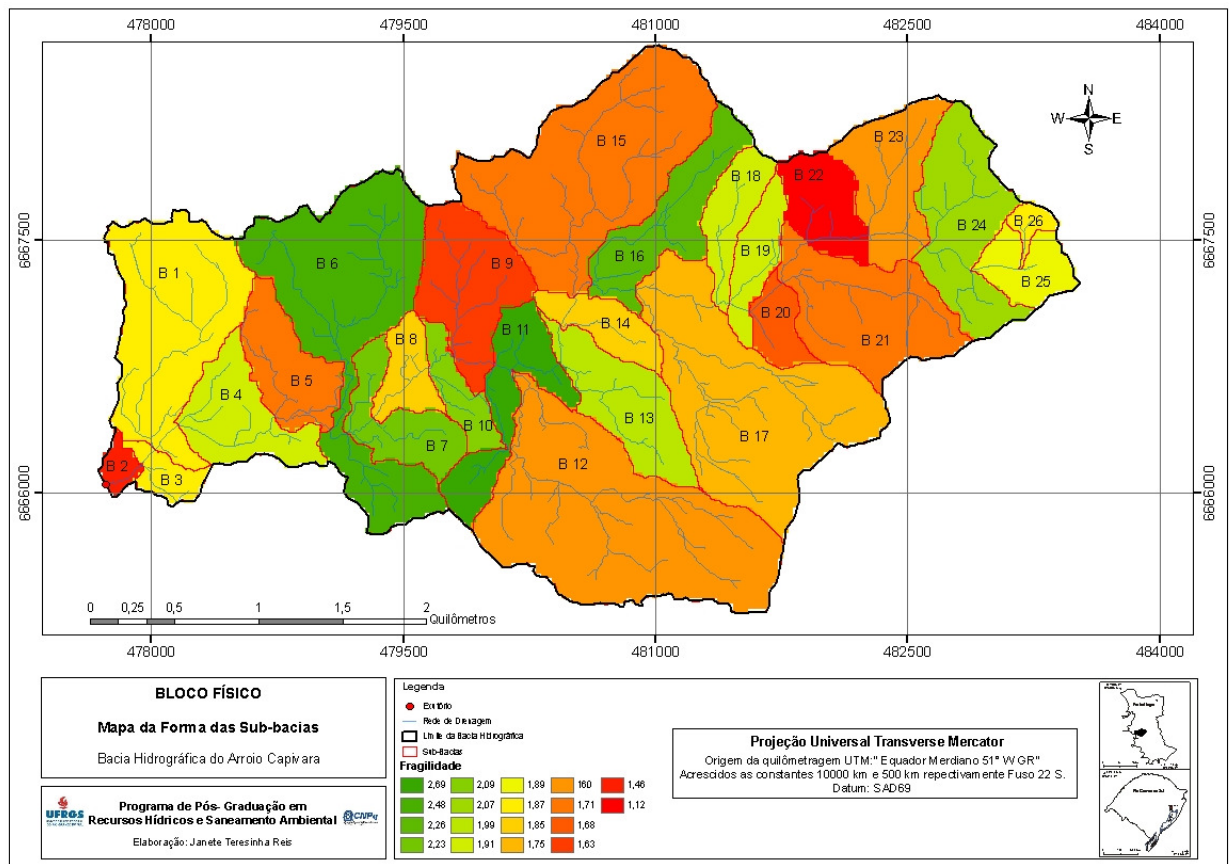 478000 479500 481000 482500 484000
N
W E
S
B 15
B 23
B 18
B 22
B 24
B 26
6667500 6667500
B 1
B 6
B 9
B 16
B 19
B 25
B 11
B 14
B 20
B 21
B 8
B 5
B 4
B 10
B 13
B 7
B 17
B 2
B 3
B 12
6666000 6666000
0 0,25 0,5 1 1,5 2
Quilômetros
478000 479500 481000 482500 484000
BLOCO FÍSICO
Mapa da Forma das Sub-bacias
Bacia Hidrográfica do Arroio Capivara
UFRGS
Programa de Pós- Graduação em
Recursos Hídricos e Saneamento Ambiental
CNPq
Elaboração: Janete Teresinha Reis
Legenda
Exutório
Rede de Drenagem
Limite da Bacia Hidrográfica
Sub-Bacias
Fragilidade
2,69 2,09 1,89 160 1,46
2,48 2,07 1,87 1,71 1,12
2,26 1,99 1,85 1,68
2,23 1,91 1,75 1,63
Projeção Universal Transverse Mercator
Origem da quilômetragem UTM:" Equador Merdiano 51° W GR"
Acrescidos as constantes 10000 km e 500 km repectivamente Fuso 22 S.
Datum: SAD69